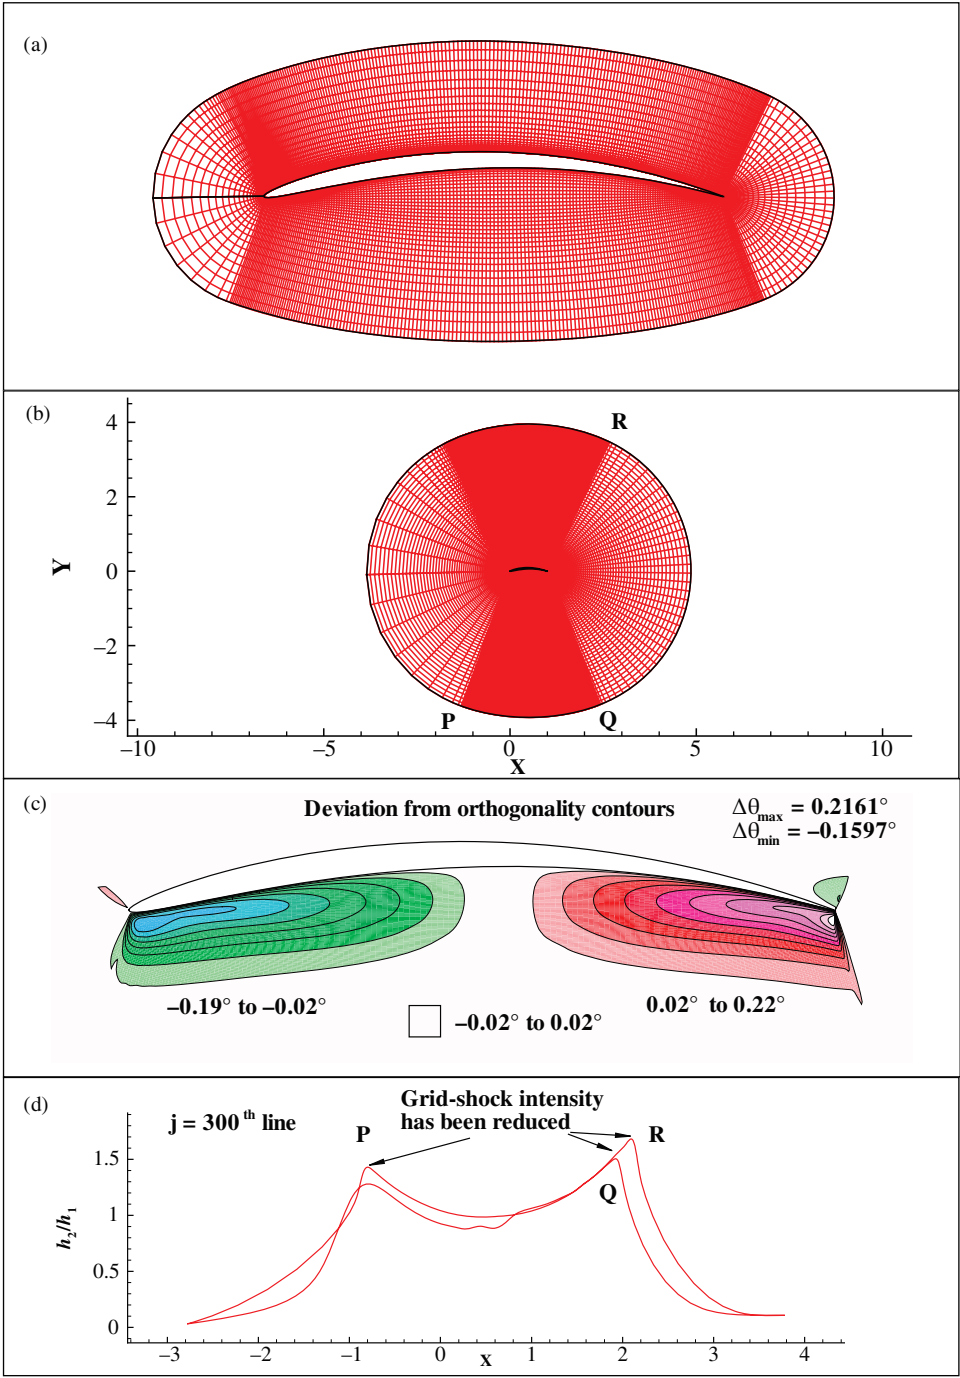 (a)
(b)
4
2
0
−2
−4
Y
R
P
Q
−10
−5
0
5
10
X
(c)
Deviation from orthogonality contours
Δθmax = 0.2161°
Δθmin = −0.1597°
−0.19° to −0.02°
−0.02° to 0.02°
0.02° to 0.22°
(d)
j = 300th line
Grid-shock intensity
has been reduced
P
R
Q
1.5
1
0.5
0
h2/h1
−3
−2
−1
0
1
2
3
4
X